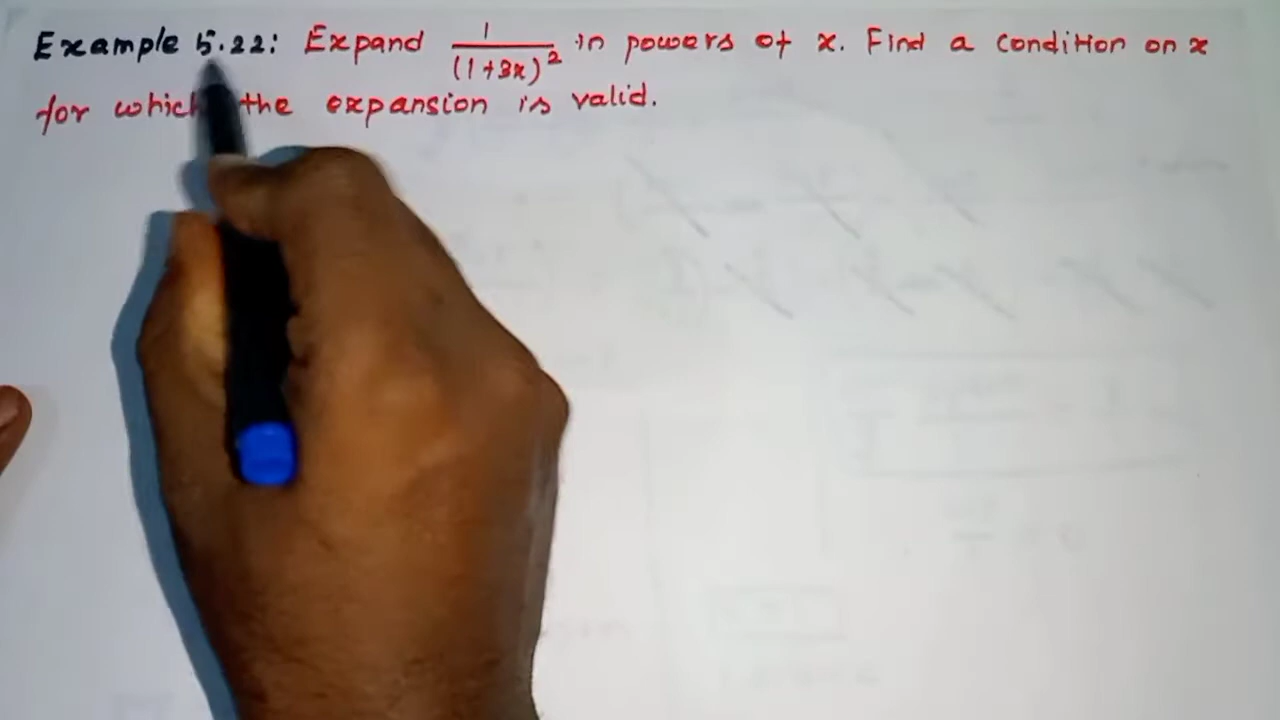 Example 5.22: Expand 1/(1+3x)² in powers of x. Find a condition on x
for which the expansion is valid.